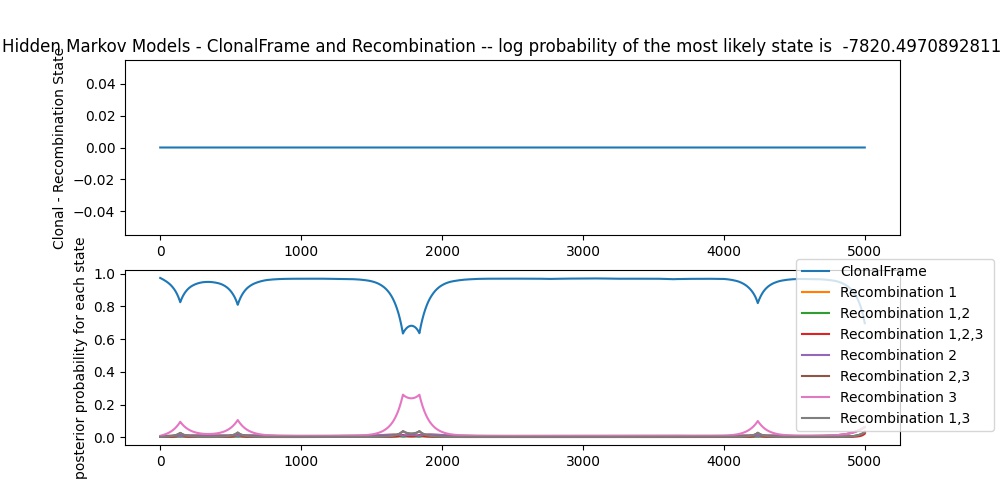 Hidden Markov Models - ClonalFrame and Recombination -- log probability of the most likely state is -7820.4970892811
Clonal - Recombination State
0.04
0.02
0.00
−0.02
−0.04
0 1000 2000 3000 4000 5000
posterior probability for each state
1.0
0.8
0.6
0.4
0.2
0.0
0 1000 2000 3000 4000 5000
ClonalFrame
Recombination 1
Recombination 1,2
Recombination 1,2,3
Recombination 2
Recombination 2,3
Recombination 3
Recombination 1,3